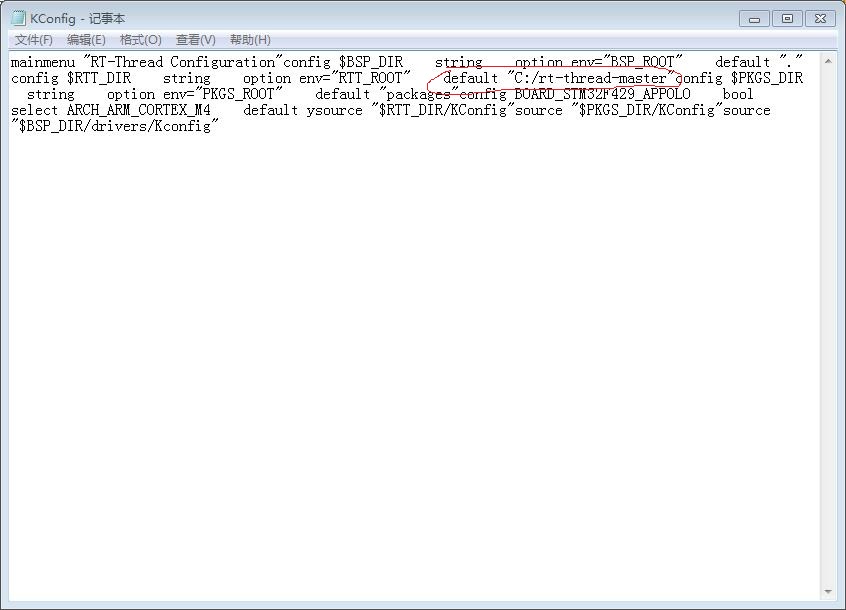 KConfig - 记事本
文件(F) 编辑(E) 格式(O) 查看(V) 帮助(H)
mainmenu "RT-Thread Configuration"config $BSP_DIR    string    option env="BSP_ROOT"    default "."
config $RTT_DIR    string    option env="RTT_ROOT"    default "C:/rt-thread-master"config $PKGS_DIR
string    option env="PKGS_ROOT"    default "packages"config BOARD_STM32F429_APPOLO    bool
select ARCH_ARM_CORTEX_M4    default ysource "$RTT_DIR/KConfig"source "$PKGS_DIR/KConfig"source
"$BSP_DIR/drivers/Kconfig"